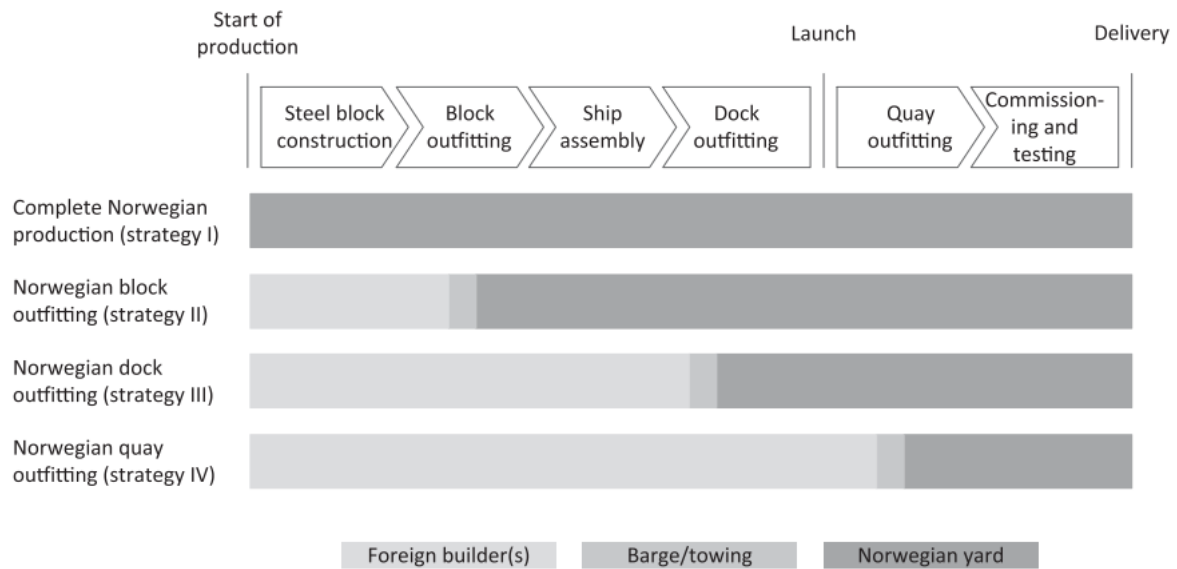 Start of
production
Launch
Delivery
Steel block
construction
Block
outfitting
Ship
assembly
Dock
outfitting
Quay
outfitting
Commission-
ing and
testing
Complete Norwegian
production (strategy I)
Norwegian block
outfitting (strategy II)
Norwegian dock
outfitting (strategy III)
Norwegian quay
outfitting (strategy IV)
Foreign builder(s)
Barge/towing
Norwegian yard